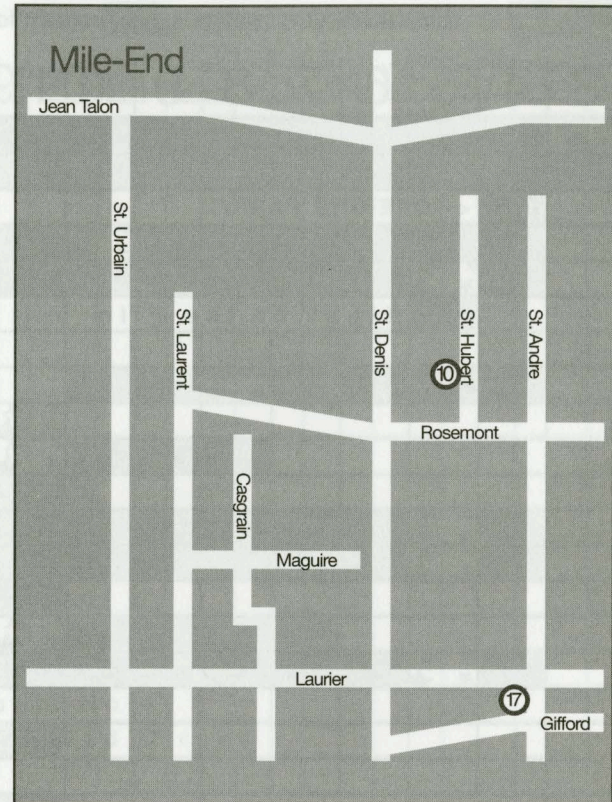 Mile-End
Jean Talon
St. Urbain
St. Laurent
St. Denis
St. Hubert
St. Andre
10
Rosemont
Casgrain
Maguire
Laurier
17
Gifford